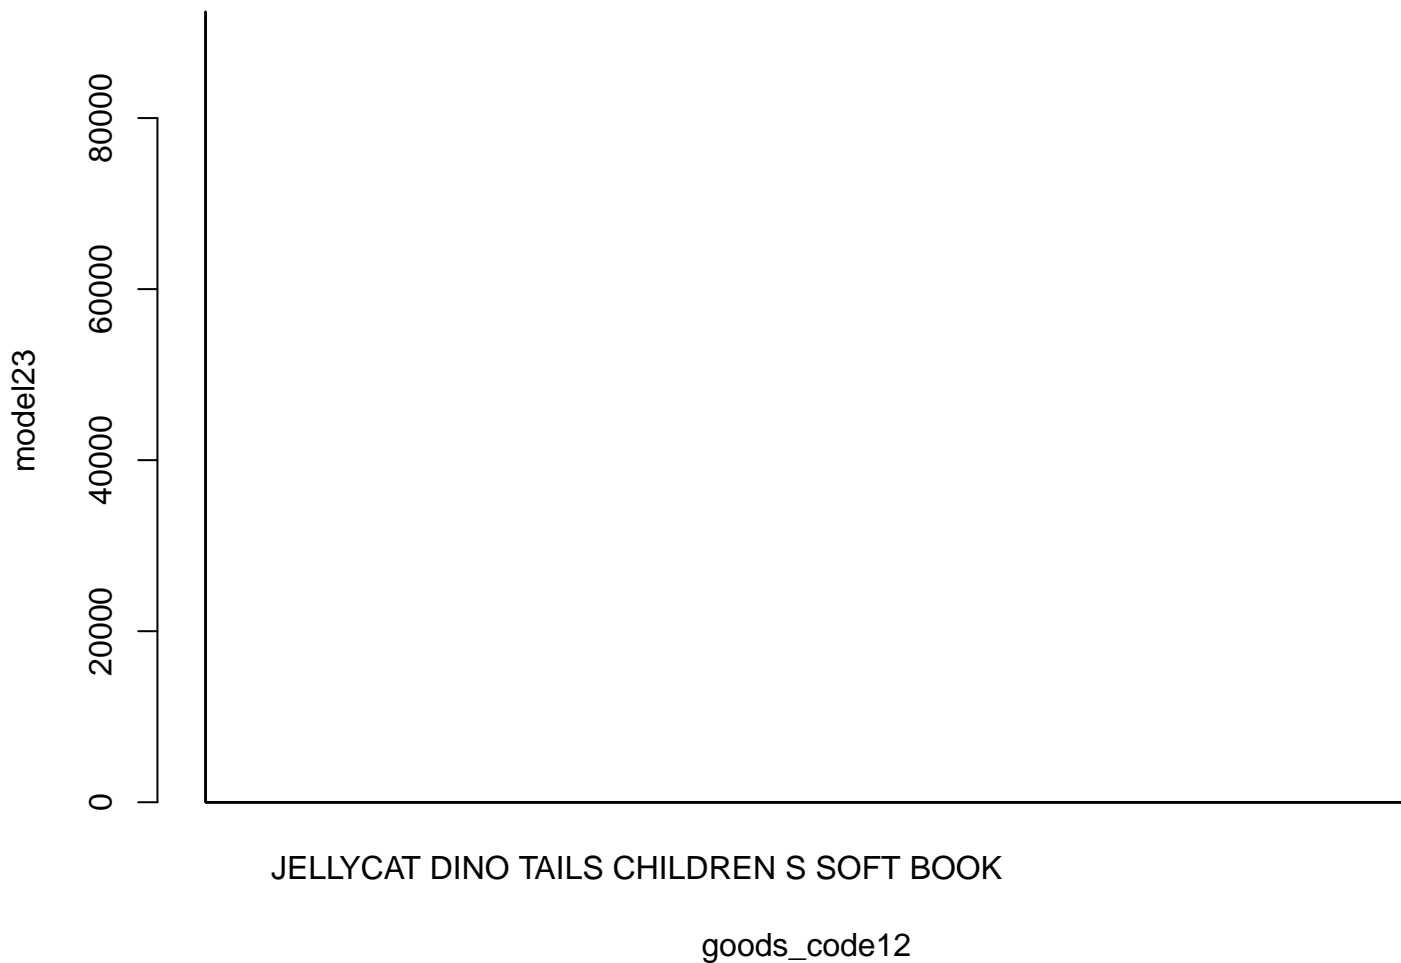 80000
60000
40000
20000
0
model23
JELLYCAT DINO TAILS CHILDREN S SOFT BOOK
goods_code12